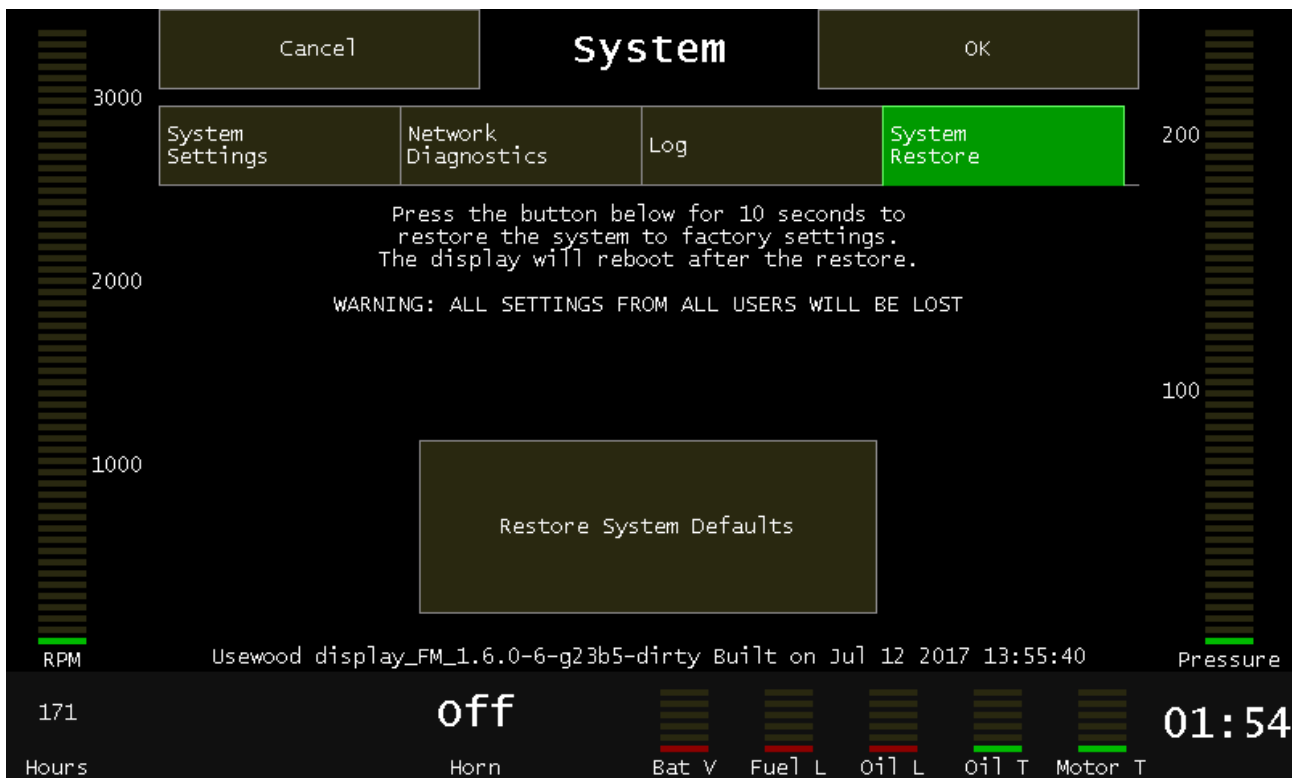 Cancel
System
OK
3000
System
Settings
Network
Diagnostics
Log
System
Restore
200
Press the button below for 10 seconds to
restore the system to factory settings.
The display will reboot after the restore.
2000
WARNING: ALL SETTINGS FROM ALL USERS WILL BE LOST
100
1000
Restore System Defaults
RPM
Usewood display_FM_1.6.0-6-g23b5-dirty Built on Jul 12 2017 13:55:40
Pressure
171
Off
01:54
Hours
Horn
Bat V
Fuel L
Oil L
Oil T
Motor T